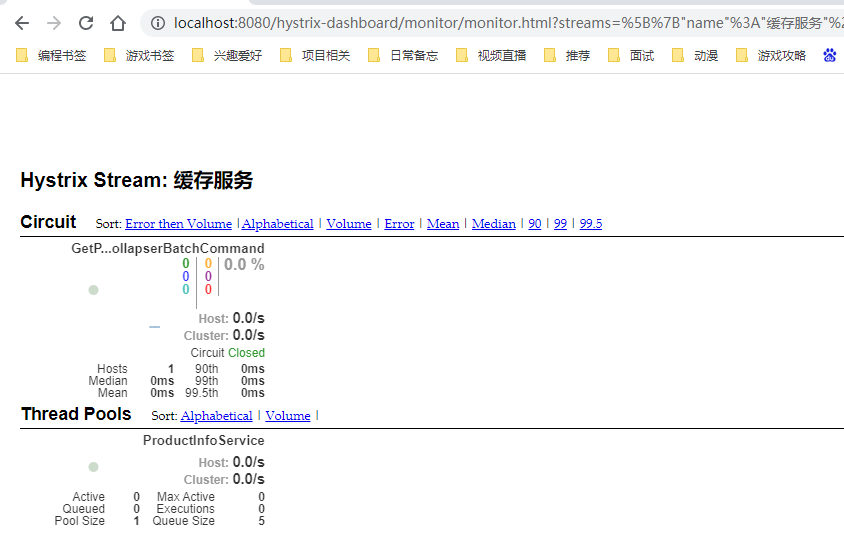 localhost:8080/hystrix-dashboard/monitor/monitor.html?streams=%5B%7B"name"%3A"缓存服务"%2
编程书签 游戏书签 兴趣爱好 项目相关 日常备忘 视频直播 推荐 面试 动漫 游戏攻略
Hystrix Stream: 缓存服务
Circuit Sort: Error then Volume | Alphabetical | Volume | Error | Mean | Median | 90 | 99 | 99.5
GetP...ollapserBatchCommand
0 0 0.0 %
0 0
0 0
Host: 0.0/s
Cluster: 0.0/s
Circuit Closed
Hosts 1 90th 0ms
Median 0ms 99th 0ms
Mean 0ms 99.5th 0ms
Thread Pools Sort: Alphabetical | Volume |
ProductInfoService
Host: 0.0/s
Cluster: 0.0/s
Active 0 Max Active 0
Queued 0 Executions 0
Pool Size 1 Queue Size 5